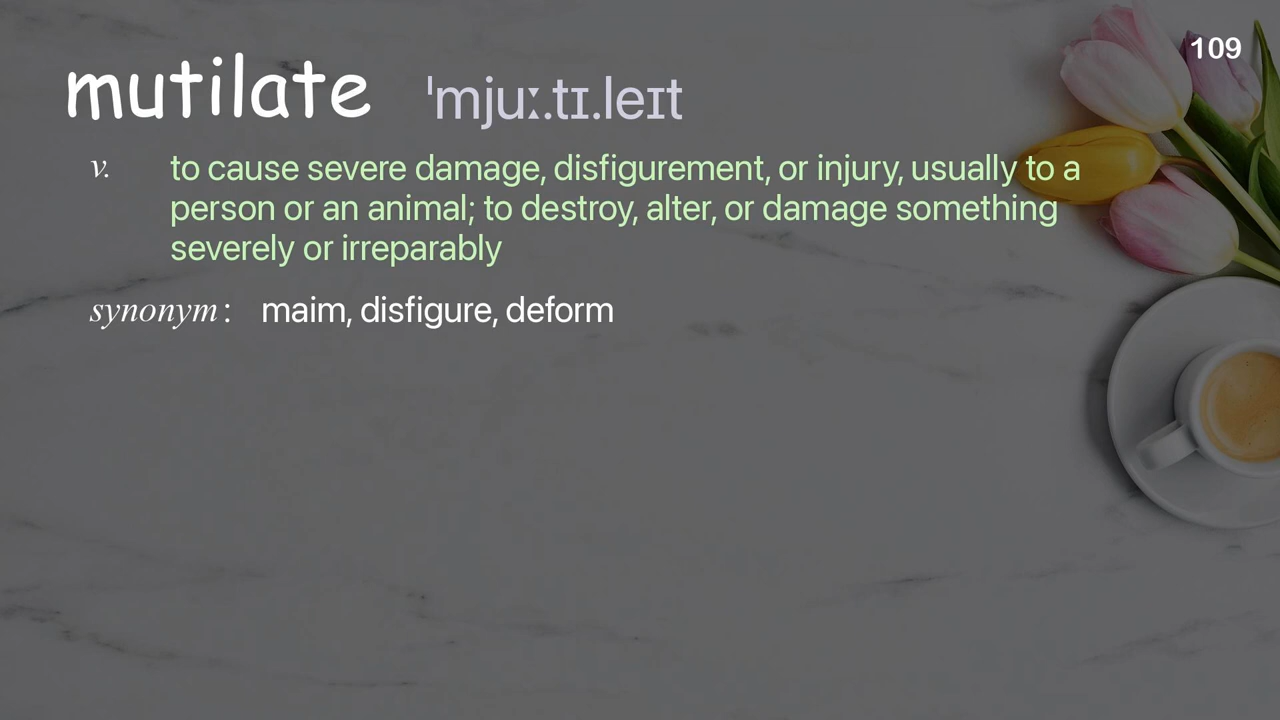 109
mutilate ˈmjuː.tɪ.leɪt
v. to cause severe damage, disfigurement, or injury, usually to a
person or an animal; to destroy, alter, or damage something
severely or irreparably
synonym: maim, disfigure, deform